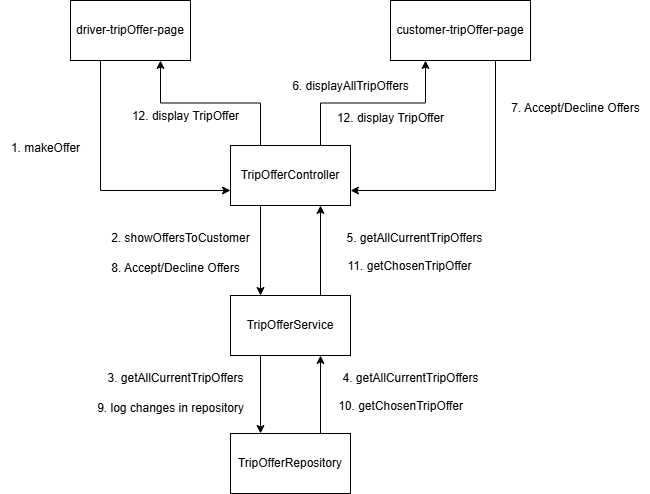 driver-tripOffer-page
customer-tripOffer-page
6. displayAllTripOffers
12. display TripOffer
12. display TripOffer
7. Accept/Decline Offers
1. makeOffer
TripOfferController
2. showOffersToCustomer
5. getAllCurrentTripOffers
8. Accept/Decline Offers
11. getChosenTripOffer
TripOfferService
3. getAllCurrentTripOffers
4. getAllCurrentTripOffers
9. log changes in repository
10. getChosenTripOffer
TripOfferRepository